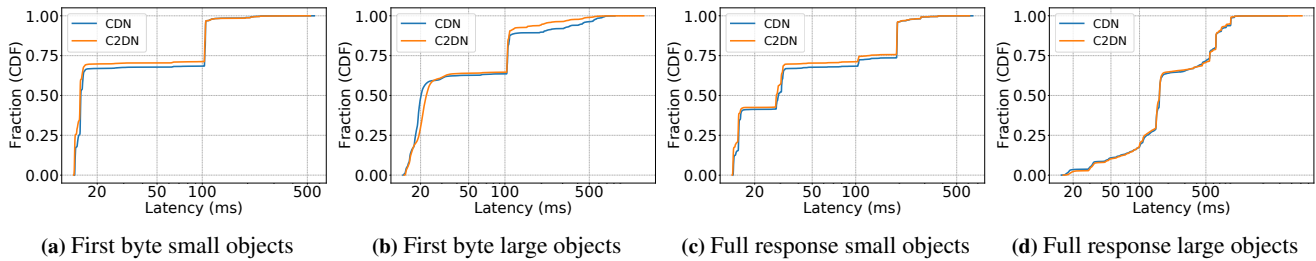 1.00
0.75
0.50
0.25
0.00
Fraction (CDF)
CDN
C2DN
20 50 100 500
Latency (ms)
(a) First byte small objects
1.00
0.75
0.50
0.25
0.00
Fraction (CDF)
CDN
C2DN
20 50 100 500
Latency (ms)
(b) First byte large objects
1.00
0.75
0.50
0.25
0.00
Fraction (CDF)
CDN
C2DN
20 50 100 500
Latency (ms)
(c) Full response small objects
1.00
0.75
0.50
0.25
0.00
Fraction (CDF)
CDN
C2DN
20 50 100 500
Latency (ms)
(d) Full response large objects